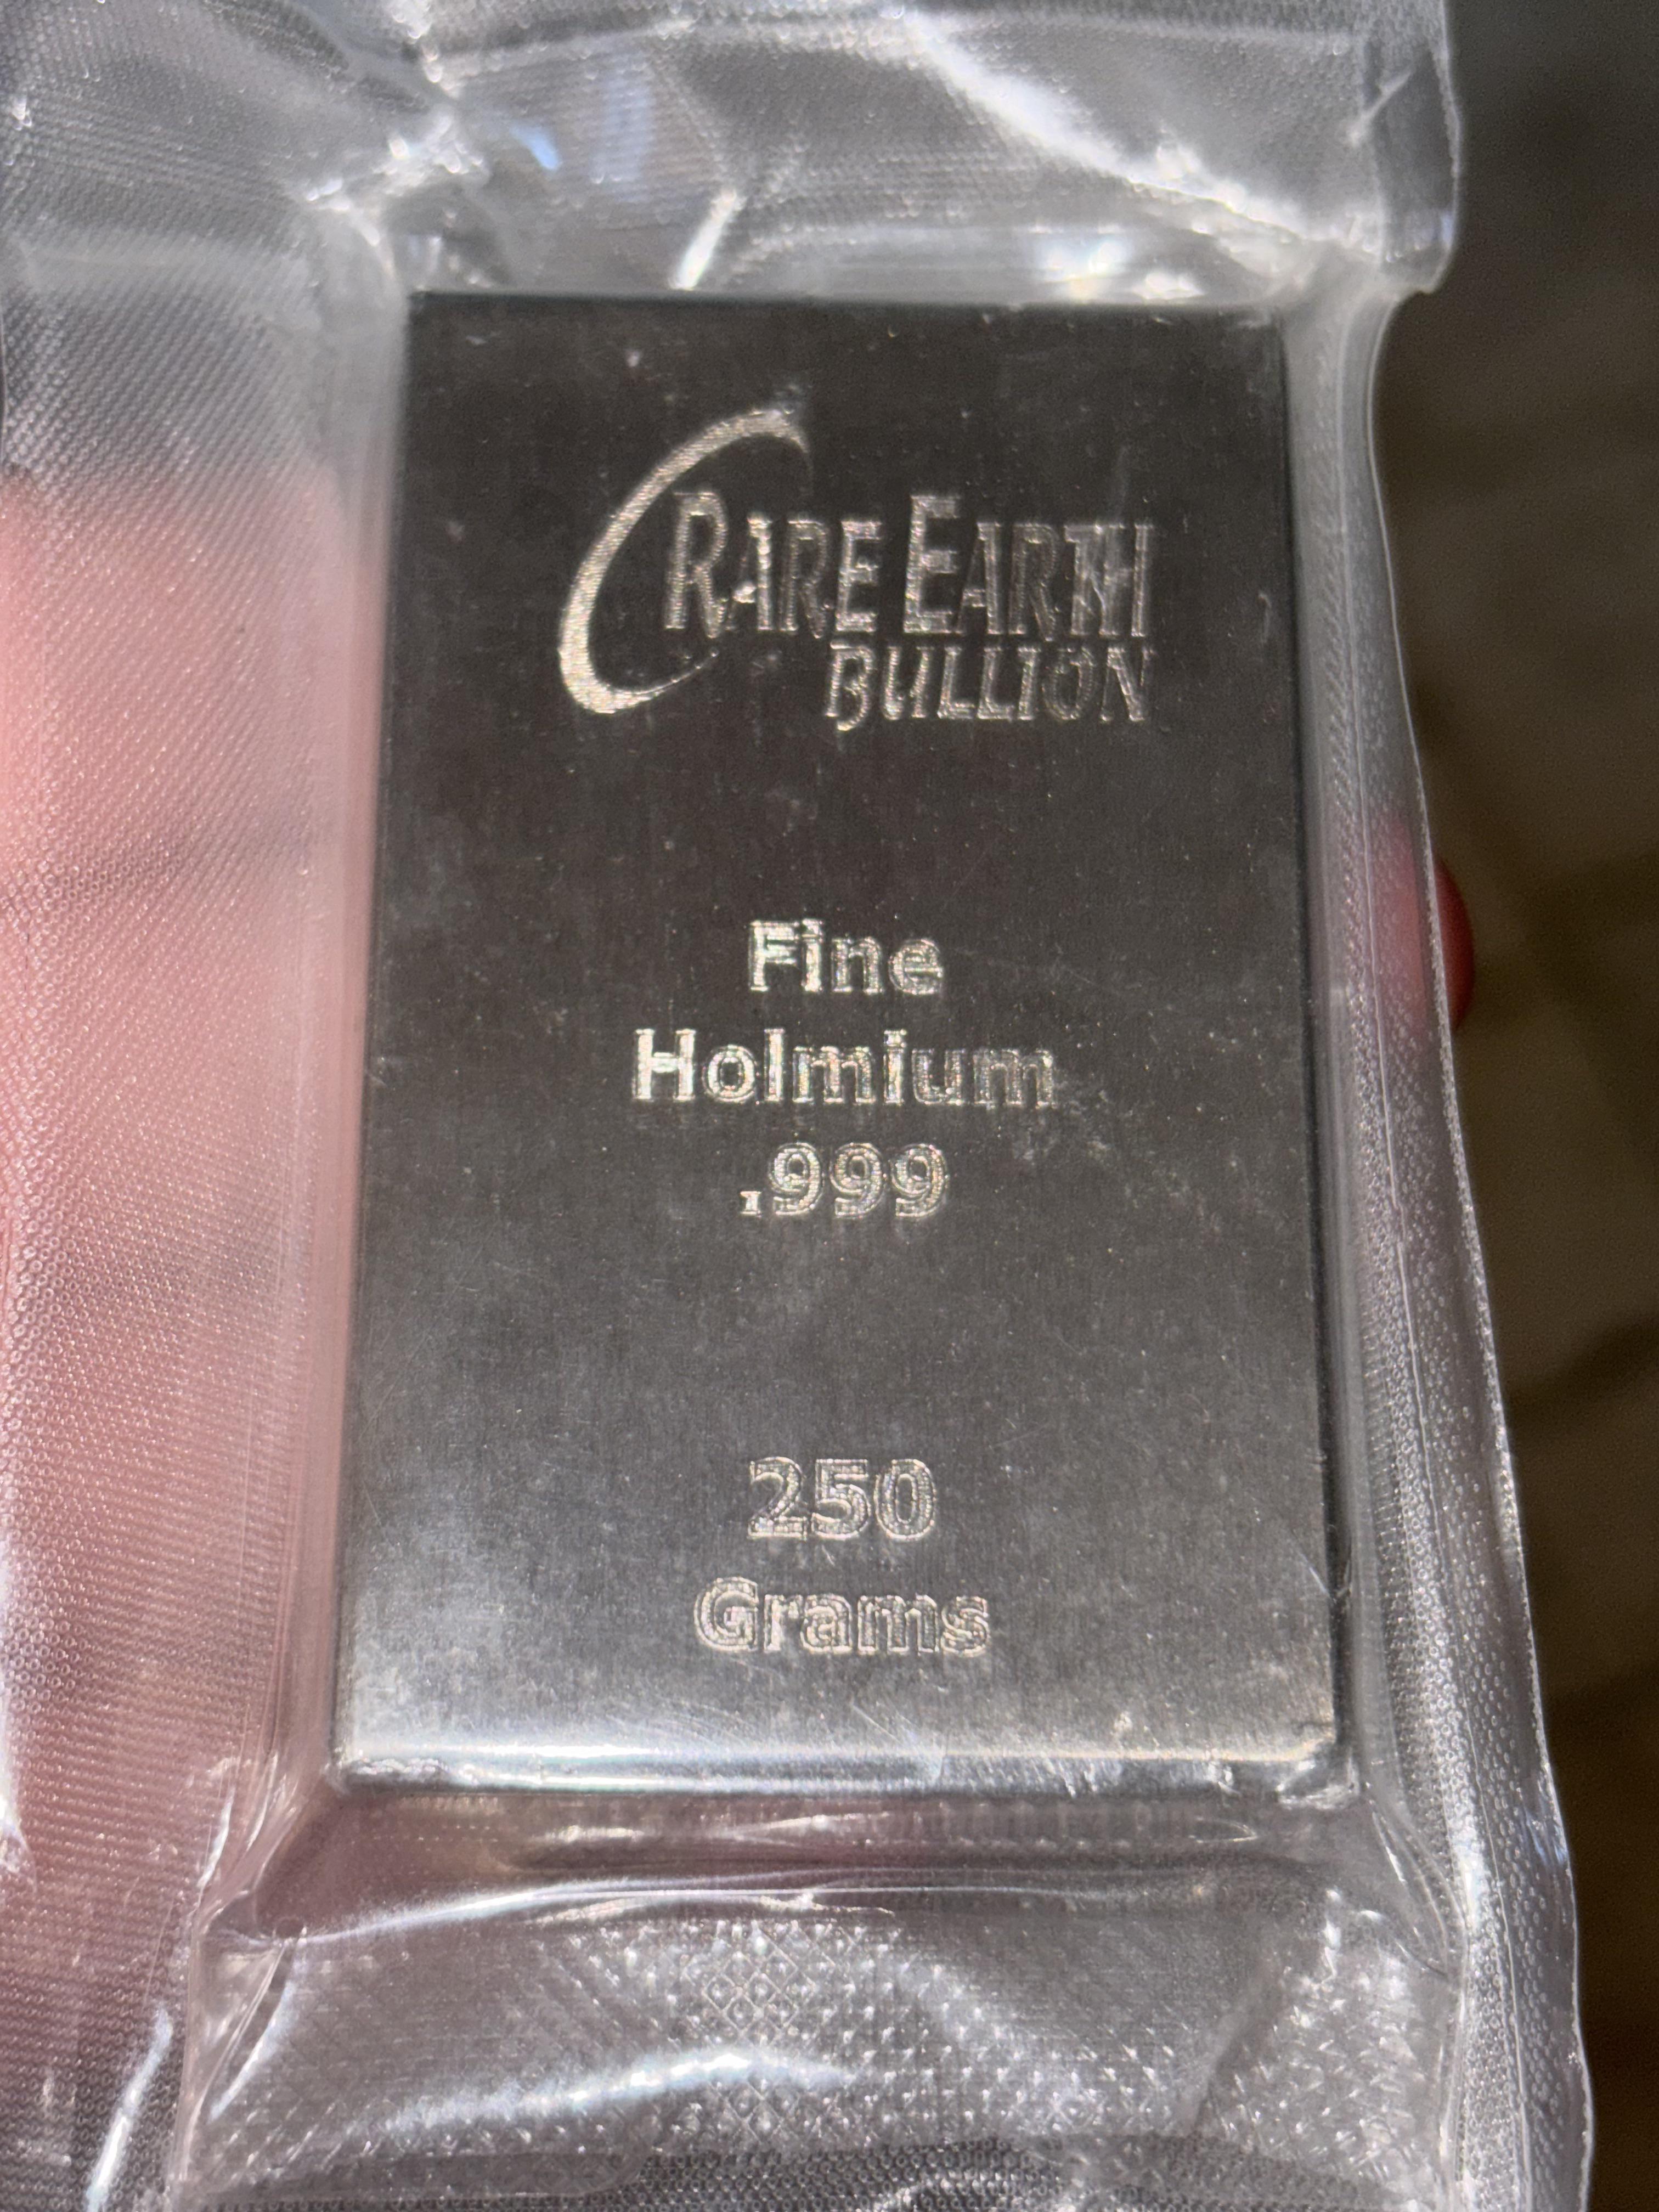 RARE EARTH
BULLION
Fine
Holmium
.999
250
Grams